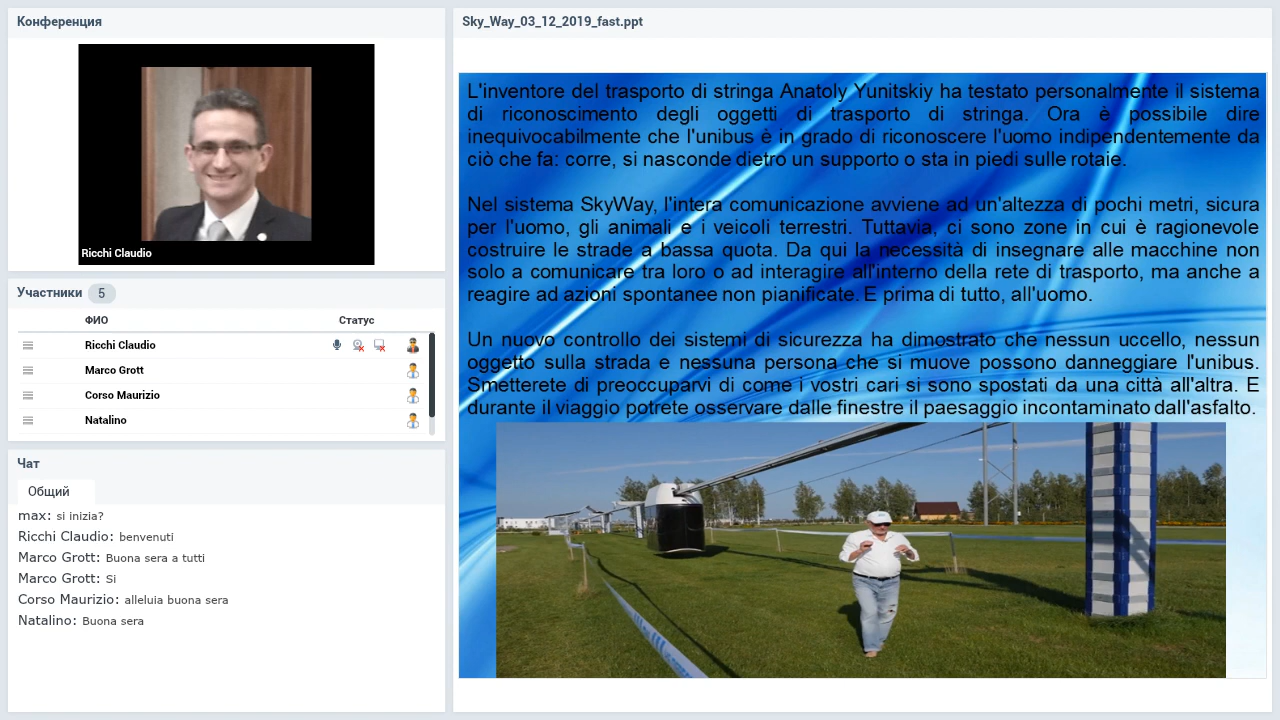 Конференция
Ricchi Claudio
Участники 5
ФИО Статус
Ricchi Claudio
Marco Grott
Corso Maurizio
Natalino
Чат
Общий
max: si inizia?
Ricchi Claudio: benvenuti
Marco Grott: Buona sera a tutti
Marco Grott: Si
Corso Maurizio: alleluia buona sera
Natalino: Buona sera
Sky_Way_03_12_2019_fast.ppt
L'inventore del trasporto di stringa Anatoly Yunitskiy ha testato personalmente il sistema
di riconoscimento degli oggetti di trasporto di stringa. Ora è possibile dire
inequivocabilmente che l'unibus è in grado di riconoscere l'uomo indipendentemente da
ciò che fa: corre, si nasconde dietro un supporto o sta in piedi sulle rotaie.
Nel sistema SkyWay, l'intera comunicazione avviene ad un'altezza di pochi metri, sicura
per l'uomo, gli animali e i veicoli terrestri. Tuttavia, ci sono zone in cui è ragionevole
costruire le strade a bassa quota. Da qui la necessità di insegnare alle macchine non
solo a comunicare tra loro o ad interagire all'interno della rete di trasporto, ma anche a
reagire ad azioni spontanee non pianificate. E prima di tutto, all'uomo.
Un nuovo controllo dei sistemi di sicurezza ha dimostrato che nessun uccello, nessun
oggetto sulla strada e nessuna persona che si muove possono danneggiare l'unibus.
Smetterete di preoccuparvi di come i vostri cari si sono spostati da una città all'altra. E
durante il viaggio potrete osservare dalle finestre il paesaggio incontaminato dall'asfalto.